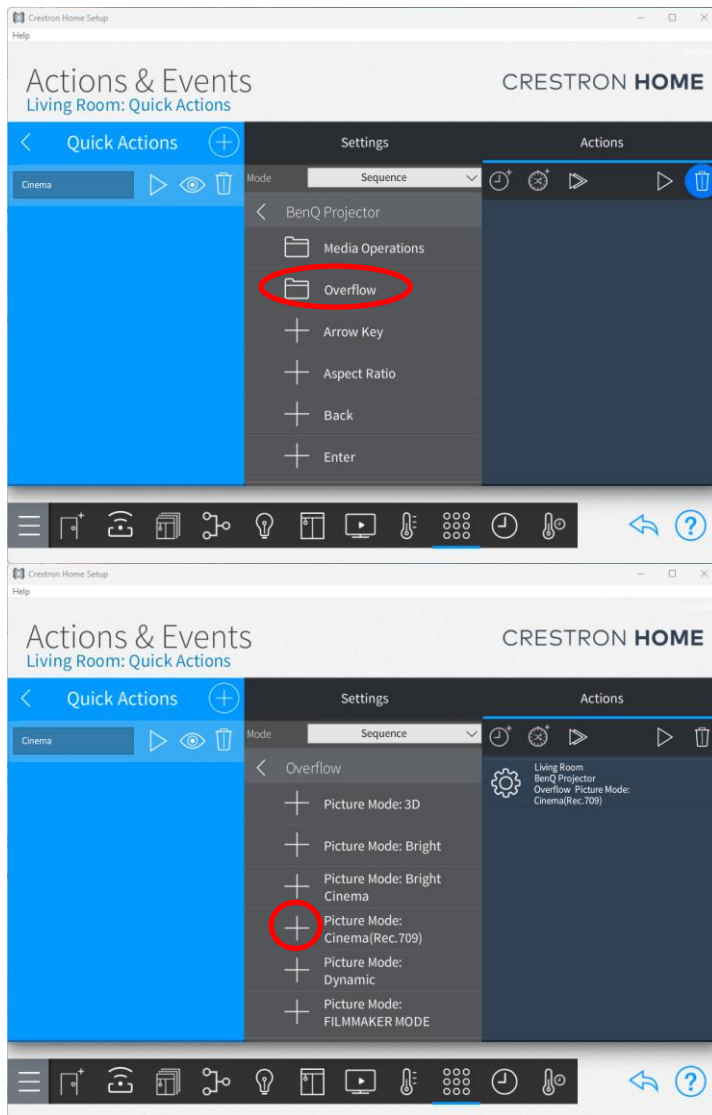 Crestron Home Setup
Help
Actions & Events
Living Room: Quick Actions
CRESTRON HOME
Quick Actions
Settings
Actions
Cinema
Mode
Sequence
BenQ Projector
Media Operations
Overflow
Arrow Key
Aspect Ratio
Back
Enter
?
Crestron Home Setup
Help
Actions & Events
Living Room: Quick Actions
CRESTRON HOME
Quick Actions
Settings
Actions
Cinema
Mode
Sequence
Overflow
Picture Mode: 3D
Picture Mode: Bright
Picture Mode: Bright
Cinema
Picture Mode:
Cinema(Rec.709)
Picture Mode:
Dynamic
Picture Mode:
FILMMAKER MODE
Living Room
BenQ Projector
Overflow Picture Mode:
Cinema(Rec.709)
?